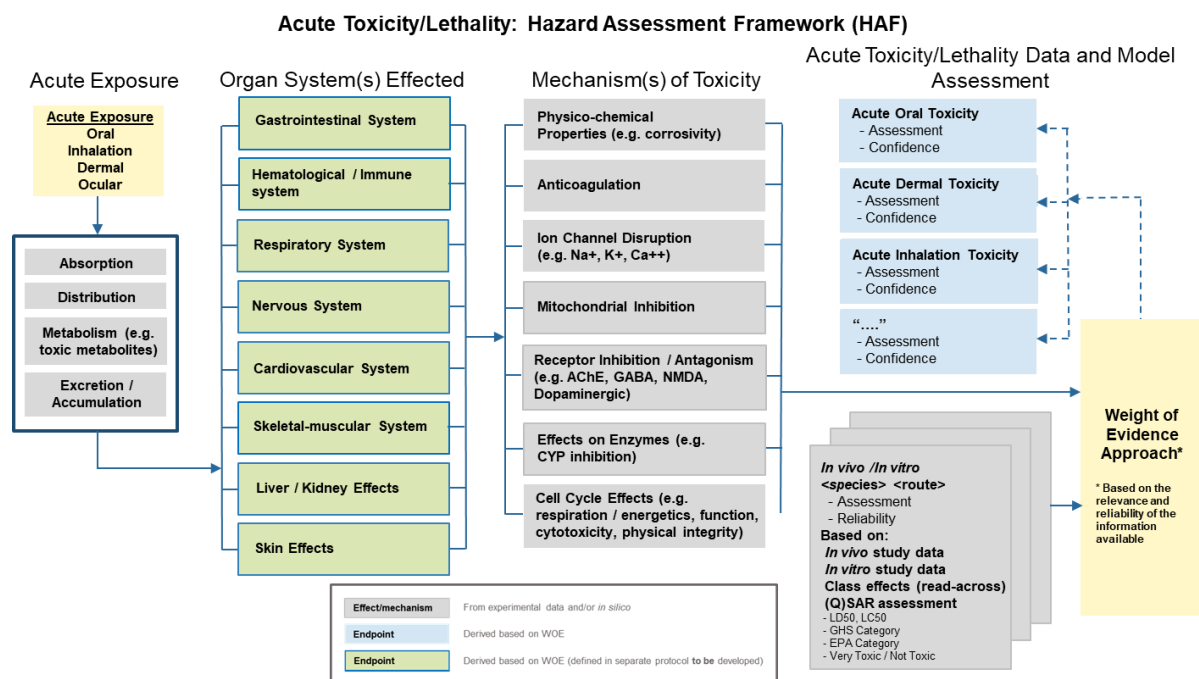 Acute Toxicity/Lethality: Hazard Assessment Framework (HAF)
Acute Exposure
Acute Exposure
Oral
Inhalation
Dermal
Ocular
Absorption
Distribution
Metabolism (e.g.
toxic metabolites)
Excretion /
Accumulation
Organ System(s) Effected
Gastrointestinal System
Hematological / Immune
system
Respiratory System
Nervous System
Cardiovascular System
Skeletal-muscular System
Liver / Kidney Effects
Skin Effects
Mechanism(s) of Toxicity
Physico-chemical
Properties (e.g. corrosivity)
Anticoagulation
Ion Channel Disruption
(e.g. Na+, K+, Ca++)
Mitochondrial Inhibition
Receptor Inhibition / Antagonism
(e.g. AChE, GABA, NMDA,
Dopaminergic)
Effects on Enzymes (e.g.
CYP inhibition)
Cell Cycle Effects (e.g.
respiration / energetics, function,
cytotoxicity, physical integrity)
Acute Toxicity/Lethality Data and Model
Assessment
Acute Oral Toxicity
- Assessment
- Confidence
Acute Dermal Toxicity
- Assessment
- Confidence
Acute Inhalation Toxicity
- Assessment
- Confidence
“....”
- Assessment
- Confidence
In vivo /In vitro
<species> <route>
- Assessment
- Reliability
Based on:
In vivo study data
In vitro study data
Class effects (read-across)
(Q)SAR assessment
- LD50, LC50
- GHS Category
- EPA Category
- Very Toxic / Not Toxic
Weight of
Evidence
Approach*
* Based on the
relevance and
reliability of the
information
available
Effect/mechanism From experimental data and/or in silico
Endpoint Derived based on WOE
Endpoint Derived based on WOE (defined in separate protocol to be developed)